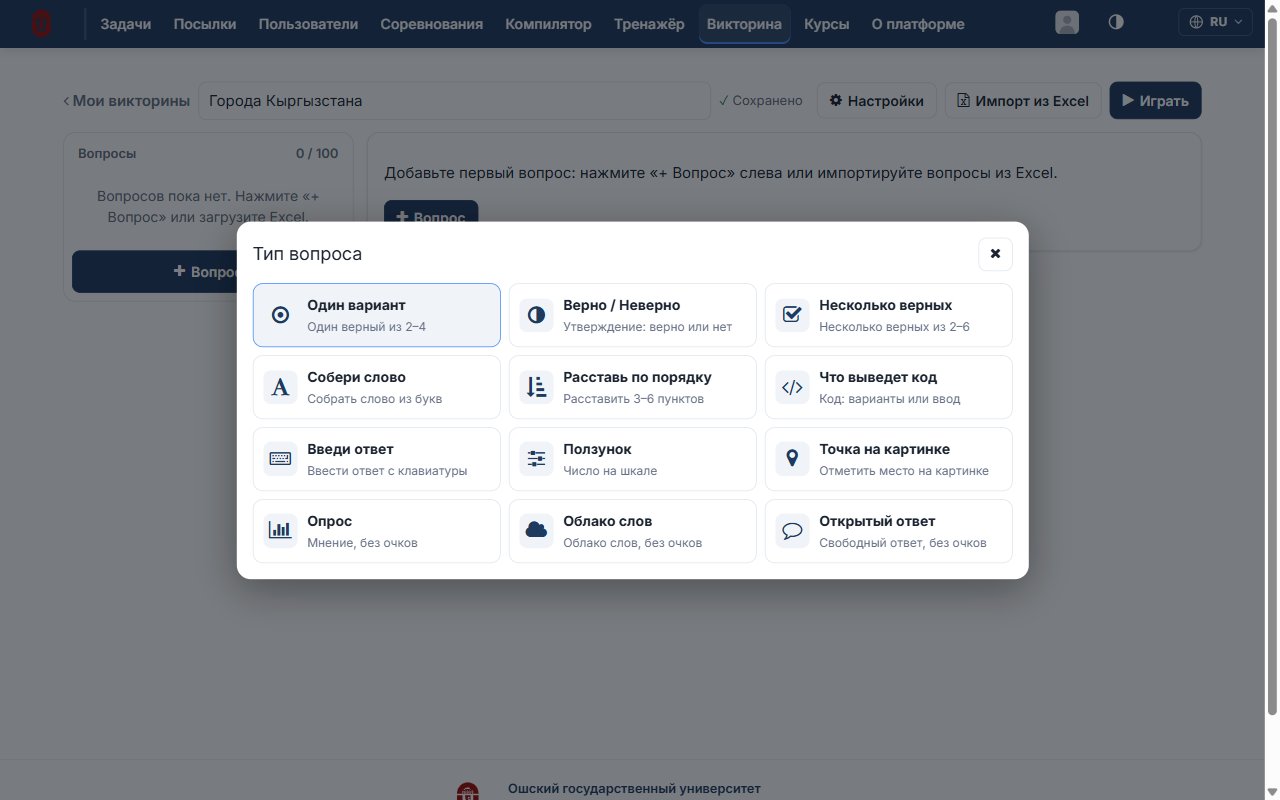 Задачи Посылки Пользователи Соревнования Компилятор Тренажёр Викторина Курсы О платформе RU
Мои викторины Города Кыргызстана ✓ Сохранено Настройки Импорт из Excel Играть
Вопросы 0 / 100
Вопросов пока нет. Нажмите «+
Вопрос» или загрузите Excel.
Добавьте первый вопрос: нажмите «+ Вопрос» слева или импортируйте вопросы из Excel.
+ Вопрос
+ Вопрос
Тип вопроса
Один вариант
Один верный из 2–4
Верно / Неверно
Утверждение: верно или нет
Несколько верных
Несколько верных из 2–6
Собери слово
Собрать слово из букв
Расставь по порядку
Расставить 3–6 пунктов
Что выведет код
Код: варианты или ввод
Введи ответ
Ввести ответ с клавиатуры
Ползунок
Число на шкале
Точка на картинке
Отметить место на картинке
Опрос
Мнение, без очков
Облако слов
Облако слов, без очков
Открытый ответ
Свободный ответ, без очков
Ошский государственный университет